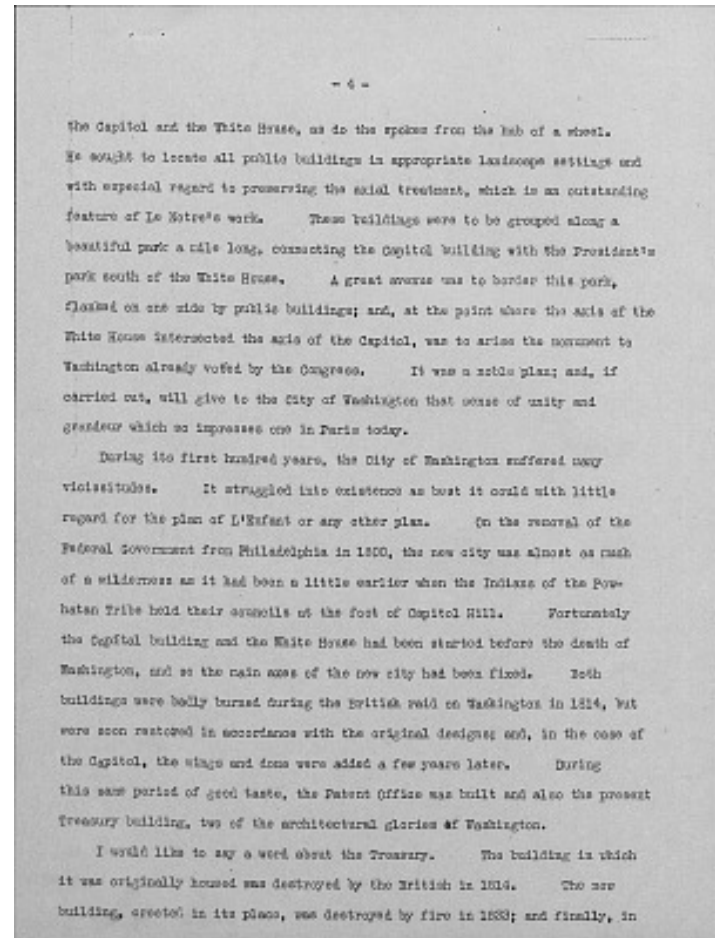 - 4 -
the Capitol and the White House, as do the spokes from the hub of a wheel.
He sought to locate all public buildings in appropriate landscape settings and
with especial regard to preserving the axial treatment, which is an outstanding
feature of Le Notre's work. These buildings were to be grouped along a
beautiful park a mile long, connecting the Capitol building with the President's
park south of the White House. A great avenue was to border this park,
flanked on one side by public buildings; and, at the point where the axis of the
White House intersected the axis of the Capitol, was to arise the monument to
Washington already voted by the Congress. It was a noble plan; and, if
carried out, will give to the City of Washington that sense of unity and
grandeur which so impresses one in Paris today.
During its first hundred years, the City of Washington suffered many
vicissitudes. It struggled into existence as best it could with little
regard for the plan of L'Enfant or any other plan. On the removal of the
Federal Government from Philadelphia in 1800, the new city was almost as much
of a wilderness as it had been a little earlier when the Indians of the Pow-
hatan Tribe held their councils at the foot of Capitol Hill. Fortunately
the Capitol building and the White House had been started before the death of
Washington, and so the main axes of the new city had been fixed. Both
buildings were badly burned during the British raid on Washington in 1814, but
were soon restored in accordance with the original designs; and, in the case of
the Capitol, the wings and dome were added a few years later. During
this same period of good taste, the Patent Office was built and also the present
Treasury building, two of the architectural glories of Washington.
I would like to say a word about the Treasury. The building in which
it was originally housed was destroyed by the British in 1814. The new
building, erected in its place, was destroyed by fire in 1833; and finally, in